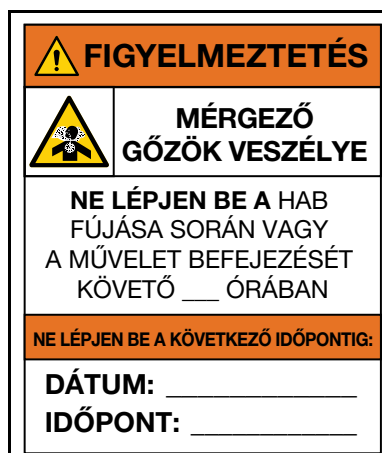 FIGYELMEZTETÉS
MÉRGEZŐ
GŐZÖK VESZÉLYE
NE LÉPJEN BE A HAB
FÚJÁSA SORÁN VAGY
A MŰVELET BEFEJEZÉSÉT
KÖVETŐ ___ ÓRÁBAN
NE LÉPJEN BE A KÖVETKEZŐ IDŐPONTIG:
DÁTUM: _____________
IDŐPONT: ___________